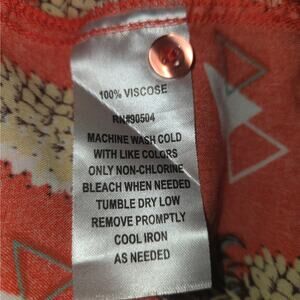 100% VISCOSE
RN#90504
MACHINE WASH COLD
WITH LIKE COLORS
ONLY NON-CHLORINE
BLEACH WHEN NEEDED
TUMBLE DRY LOW
REMOVE PROMPTLY
COOL IRON
AS NEEDED